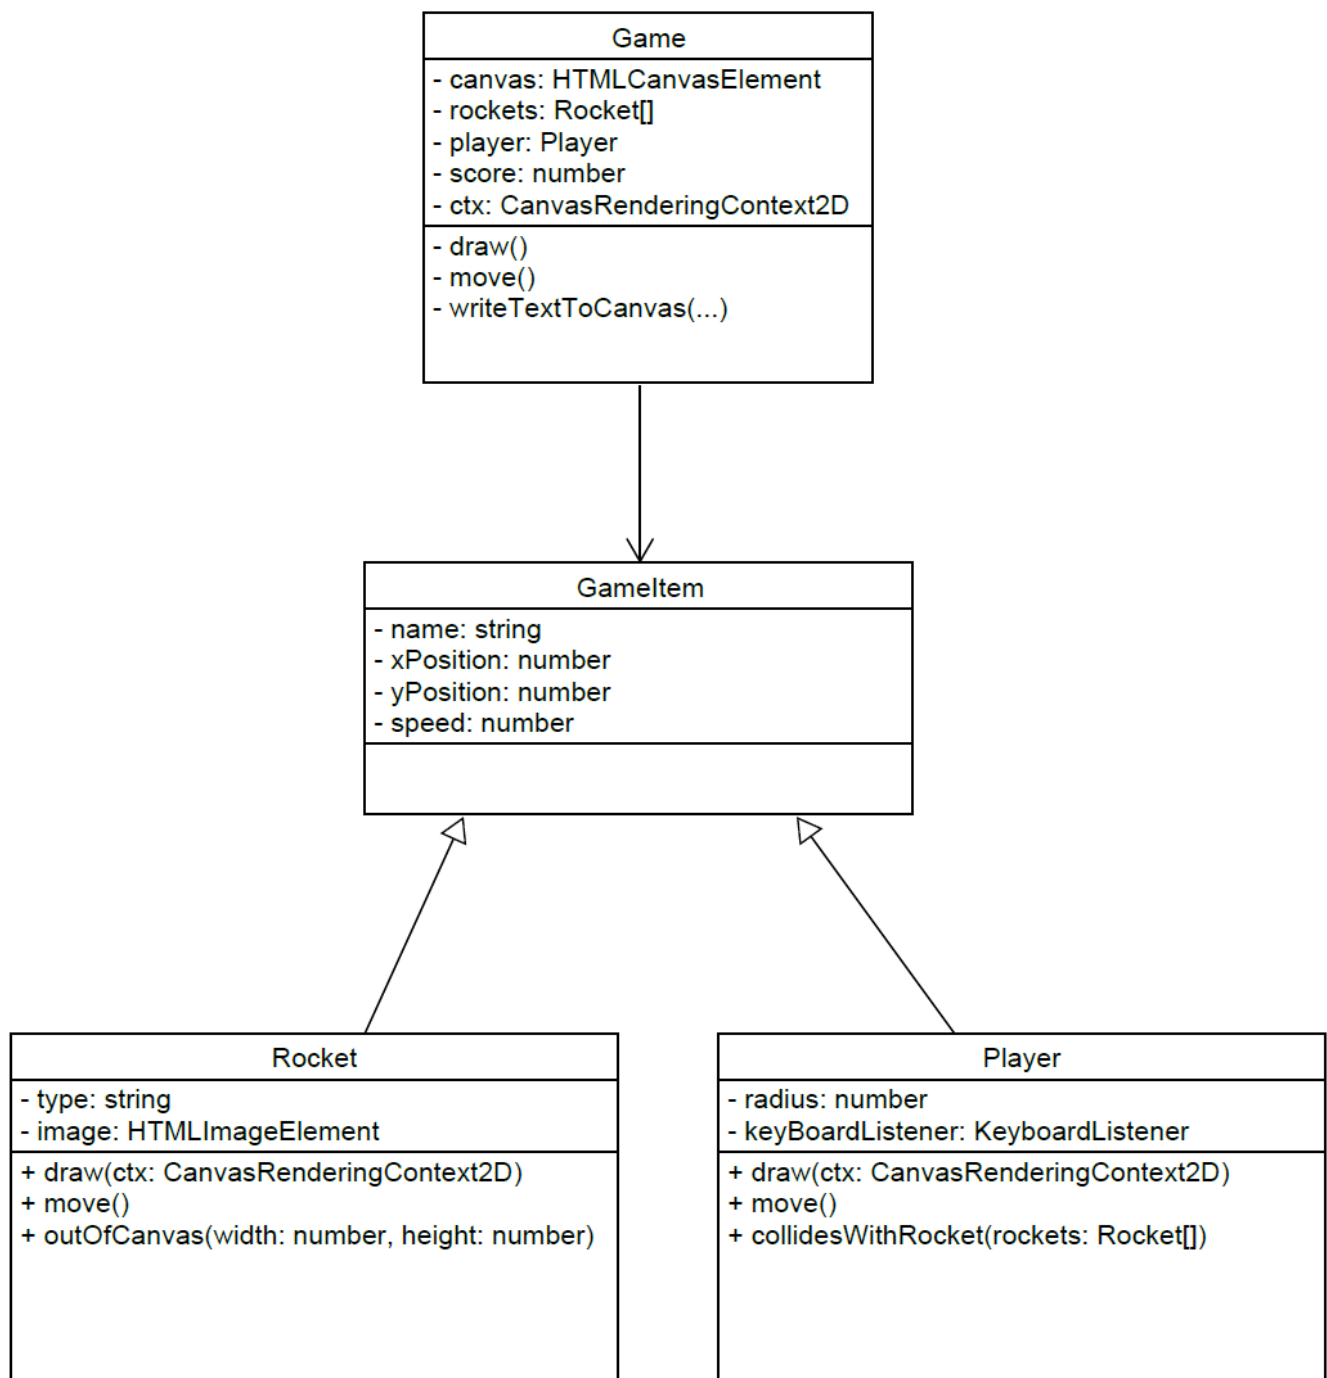 Game
- canvas: HTMLCanvasElement
- rockets: Rocket[]
- player: Player
- score: number
- ctx: CanvasRenderingContext2D
- draw()
- move()
- writeTextToCanvas(...)
GameItem
- name: string
- xPosition: number
- yPosition: number
- speed: number
Rocket
- type: string
- image: HTMLImageElement
+ draw(ctx: CanvasRenderingContext2D)
+ move()
+ outOfCanvas(width: number, height: number)
Player
- radius: number
- keyBoardListener: KeyboardListener
+ draw(ctx: CanvasRenderingContext2D)
+ move()
+ collidesWithRocket(rockets: Rocket[])